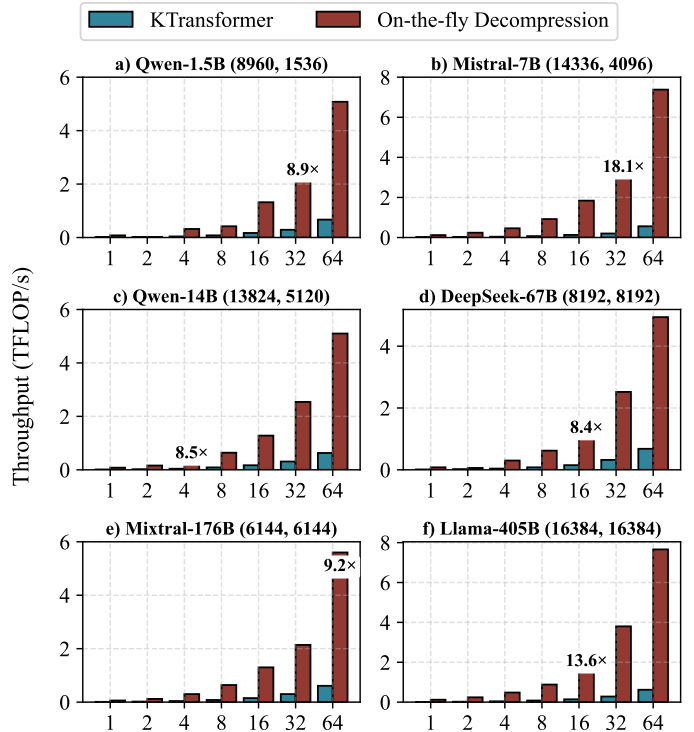 KTransformer On-the-fly Decompression
Throughput (TFLOP/s)
a) Qwen-1.5B (8960, 1536)
6
4
2
0
8.9×
1 2 4 8 16 32 64
b) Mistral-7B (14336, 4096)
8
6
4
2
0
18.1×
1 2 4 8 16 32 64
c) Qwen-14B (13824, 5120)
6
4
2
0
8.5×
1 2 4 8 16 32 64
d) DeepSeek-67B (8192, 8192)
4
2
0
8.4×
1 2 4 8 16 32 64
e) Mixtral-176B (6144, 6144)
6
4
2
0
9.2×
1 2 4 8 16 32 64
f) Llama-405B (16384, 16384)
8
6
4
2
0
13.6×
1 2 4 8 16 32 64